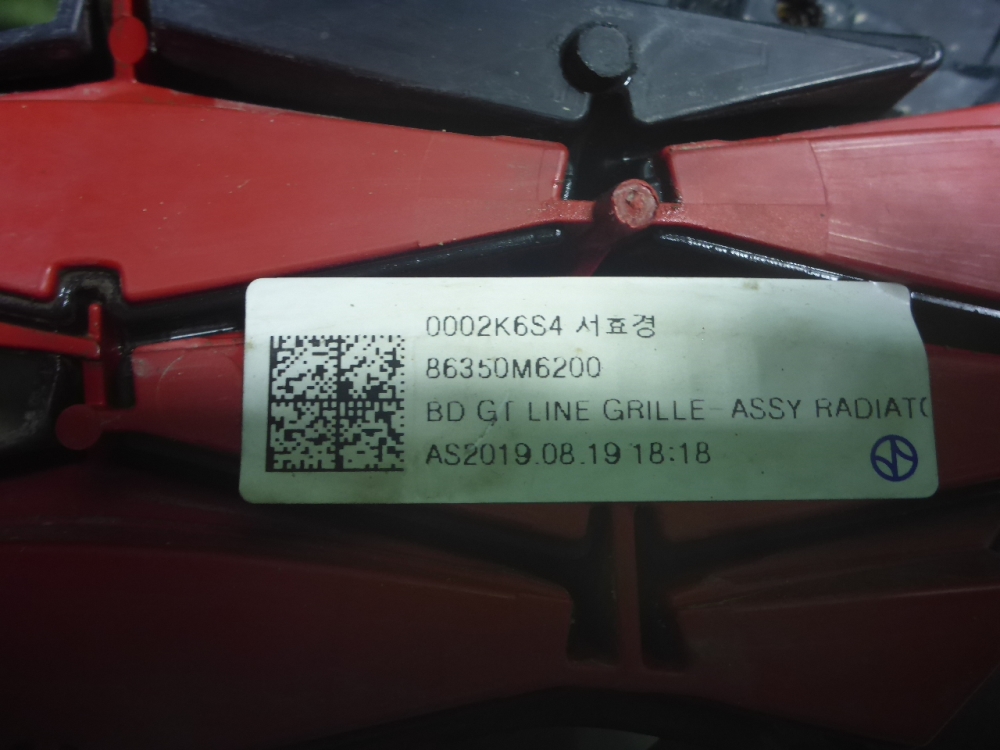 0002K6S4 서효경
86350M6200
BD GT LINE GRILLE-ASSY RADIATO
AS2019.08.19 18:18